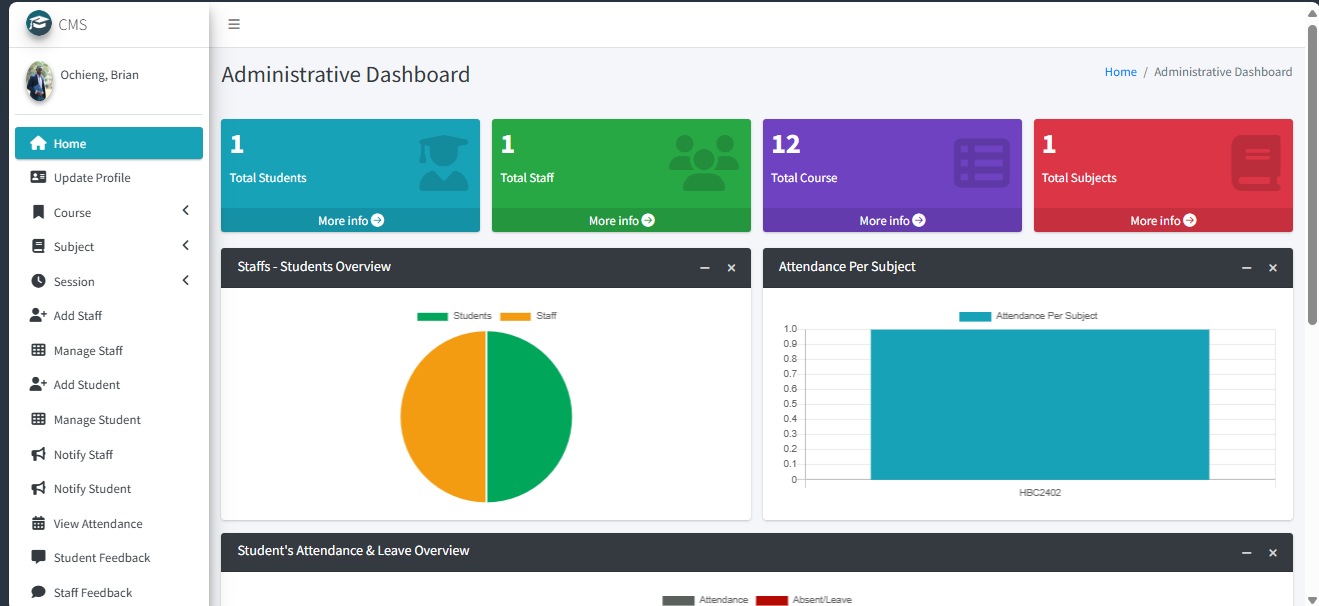 CMS
Ochieng, Brian
Home
Update Profile
Course
Subject
Session
Add Staff
Manage Staff
Add Student
Manage Student
Notify Staff
Notify Student
View Attendance
Student Feedback
Staff Feedback
Administrative Dashboard
Home / Administrative Dashboard
1
Total Students
More info
1
Total Staff
More info
12
Total Course
More info
1
Total Subjects
More info
Staffs - Students Overview
Students Staff
Attendance Per Subject
Attendance Per Subject
1.0
0.9
0.8
0.7
0.6
0.5
0.4
0.3
0.2
0.1
0
HBC2402
Student's Attendance & Leave Overview
Attendance Absent/Leave